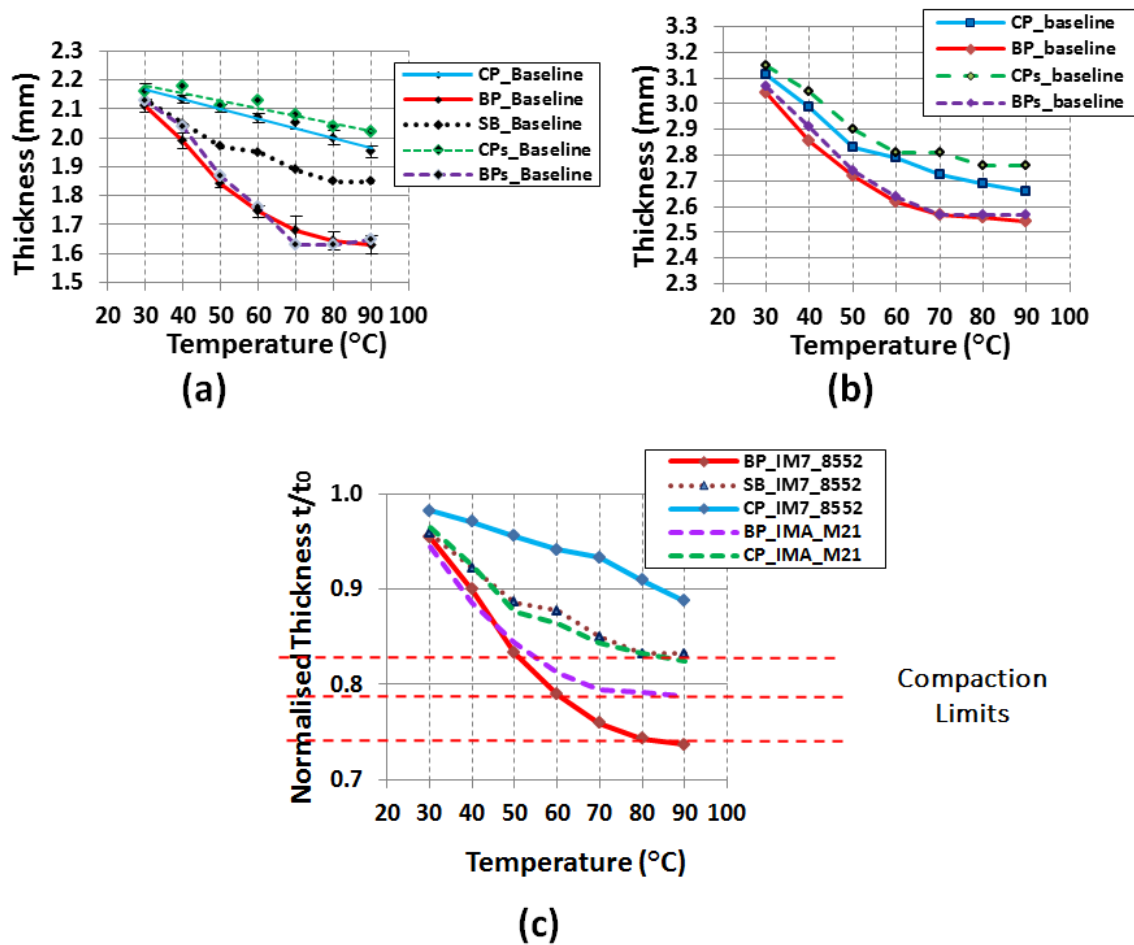 Thickness (mm)
2.3
2.2
2.1
2.0
1.9
1.8
1.7
1.6
1.5
20 30 40 50 60 70 80 90 100
Temperature (°C)
CP_Baseline
BP_Baseline
SB_Baseline
CPs_Baseline
BPs_Baseline
(a)
Thickness (mm)
3.3
3.2
3.1
3.0
2.9
2.8
2.7
2.6
2.5
2.4
2.3
20 30 40 50 60 70 80 90 100
Temperature (°C)
CP_baseline
BP_baseline
CPs_baseline
BPs_baseline
(b)
Normalised Thickness t/t0
1.0
0.9
0.8
0.7
20 30 40 50 60 70 80 90 100
Temperature (°C)
BP_IM7_8552
SB_IM7_8552
CP_IM7_8552
BP_IMA_M21
CP_IMA_M21
Compaction
Limits
(c)